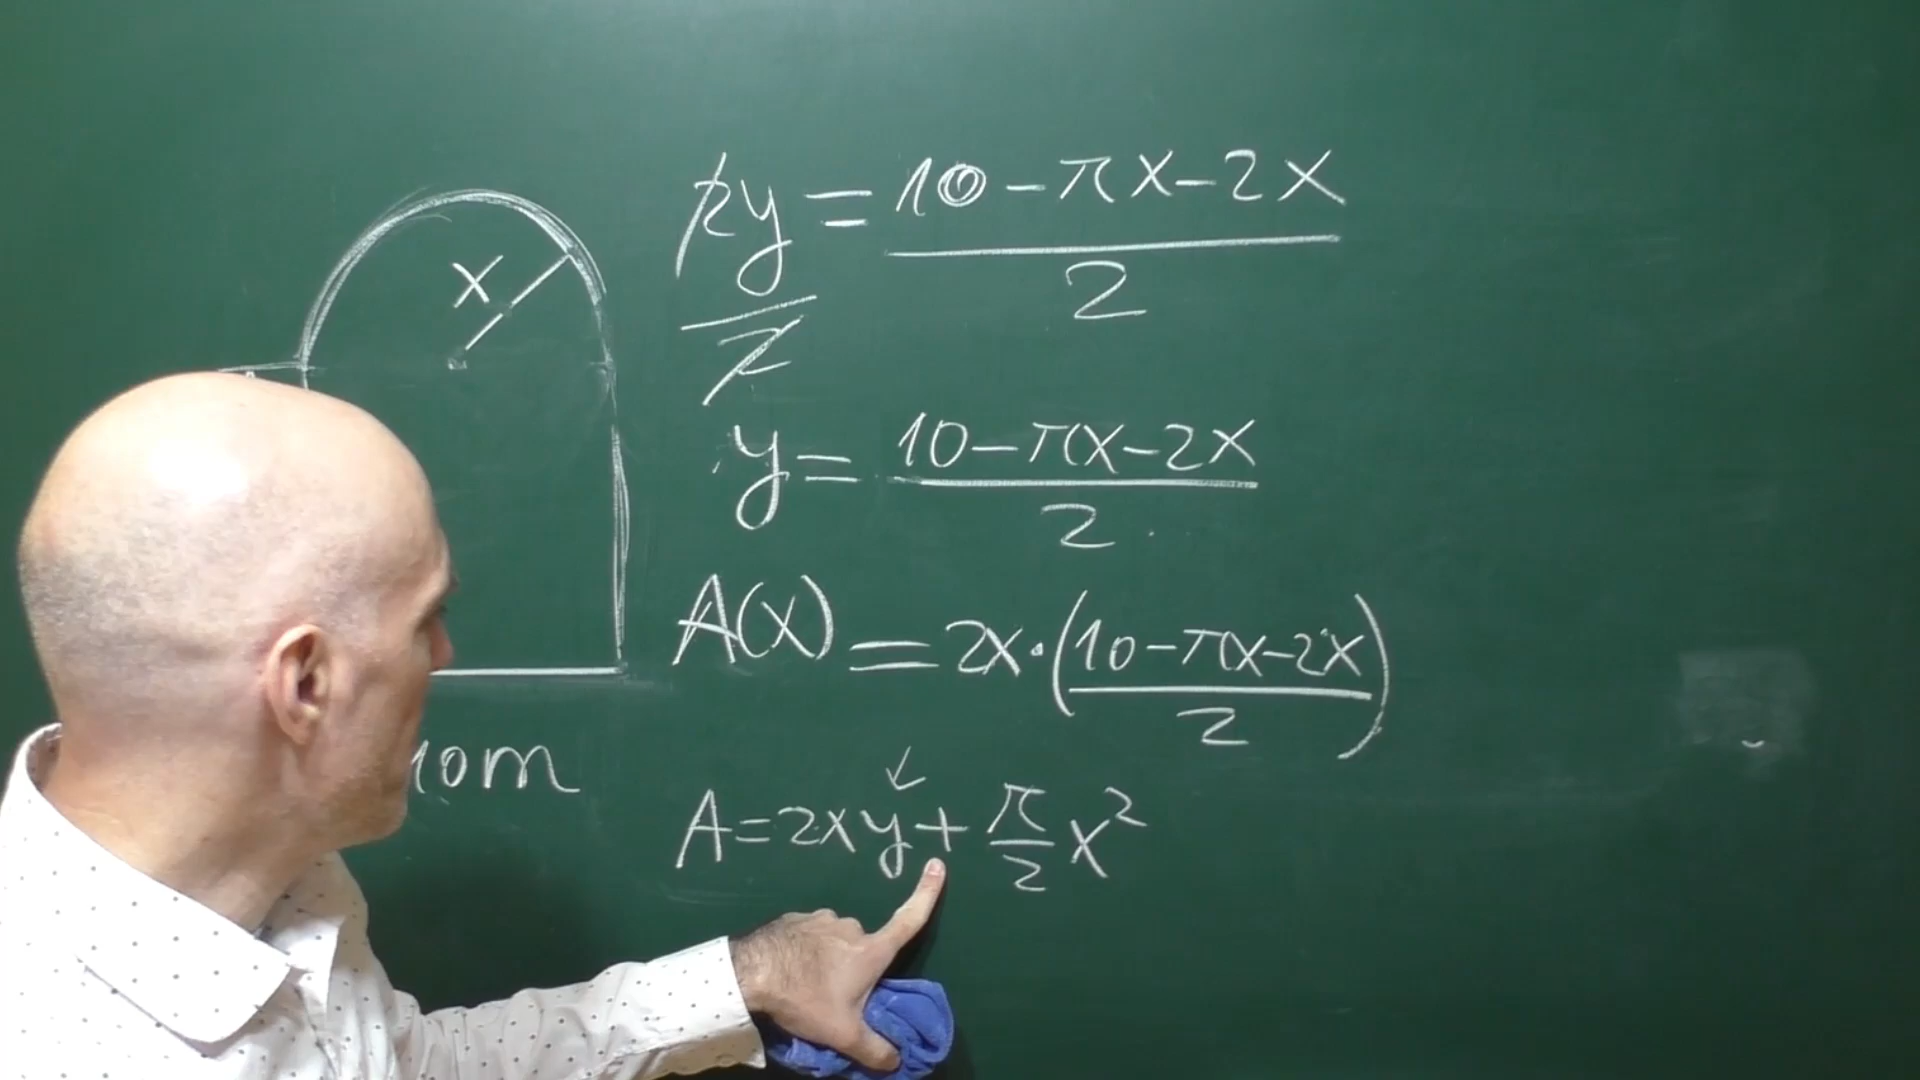 x
10m
2y/2 = (10-πx-2x)/2
y = (10-πx-2x)/2
A(x) = 2x·((10-πx-2x)/2)
A=2xy+π/2 x²